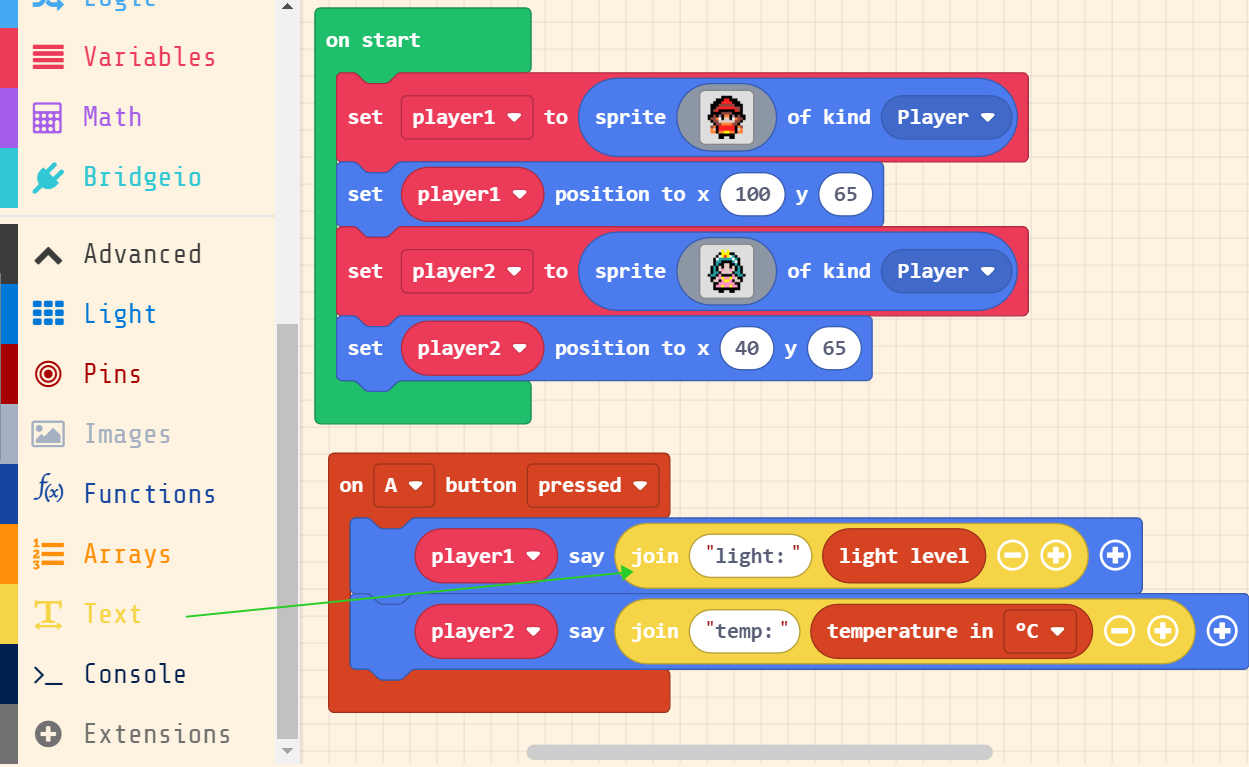 Logic
Variables
Math
Bridgeio
Advanced
Light
Pins
Images
Functions
Arrays
Text
Console
Extensions
on start
set player1 to sprite of kind Player
set player1 position to x 100 y 65
set player2 to sprite of kind Player
set player2 position to x 40 y 65
on A button pressed
player1 say join "light:" light level
player2 say join "temp:" temperature in ºC